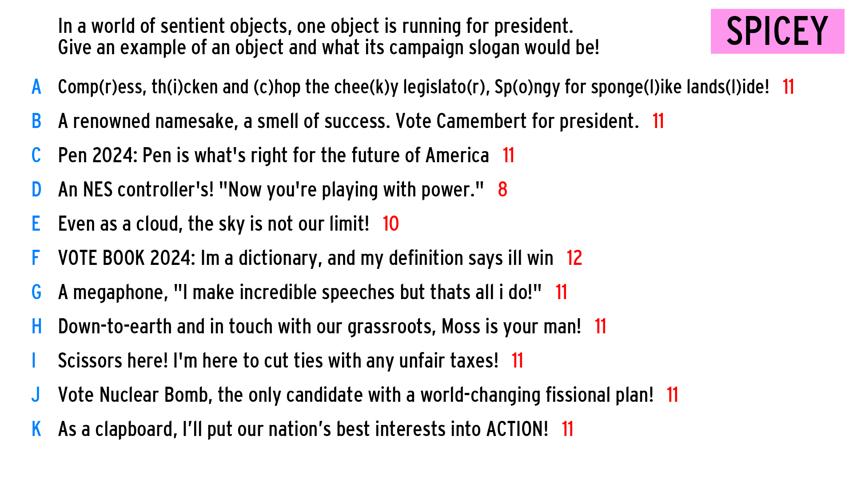 In a world of sentient objects, one object is running for president.
Give an example of an object and what its campaign slogan would be!
SPICEY
A Comp(r)ess, th(i)cken and (c)hop the chee(k)y legislato(r), Sp(o)ngy for sponge(l)ike lands(l)ide! 11
B A renowned namesake, a smell of success. Vote Camembert for president. 11
C Pen 2024: Pen is what's right for the future of America 11
D An NES controller's! "Now you're playing with power." 8
E Even as a cloud, the sky is not our limit! 10
F VOTE BOOK 2024: Im a dictionary, and my definition says ill win 12
G A megaphone, "I make incredible speeches but thats all i do!" 11
H Down-to-earth and in touch with our grassroots, Moss is your man! 11
I Scissors here! I'm here to cut ties with any unfair taxes! 11
J Vote Nuclear Bomb, the only candidate with a world-changing fissional plan! 11
K As a clapboard, I’ll put our nation’s best interests into ACTION! 11